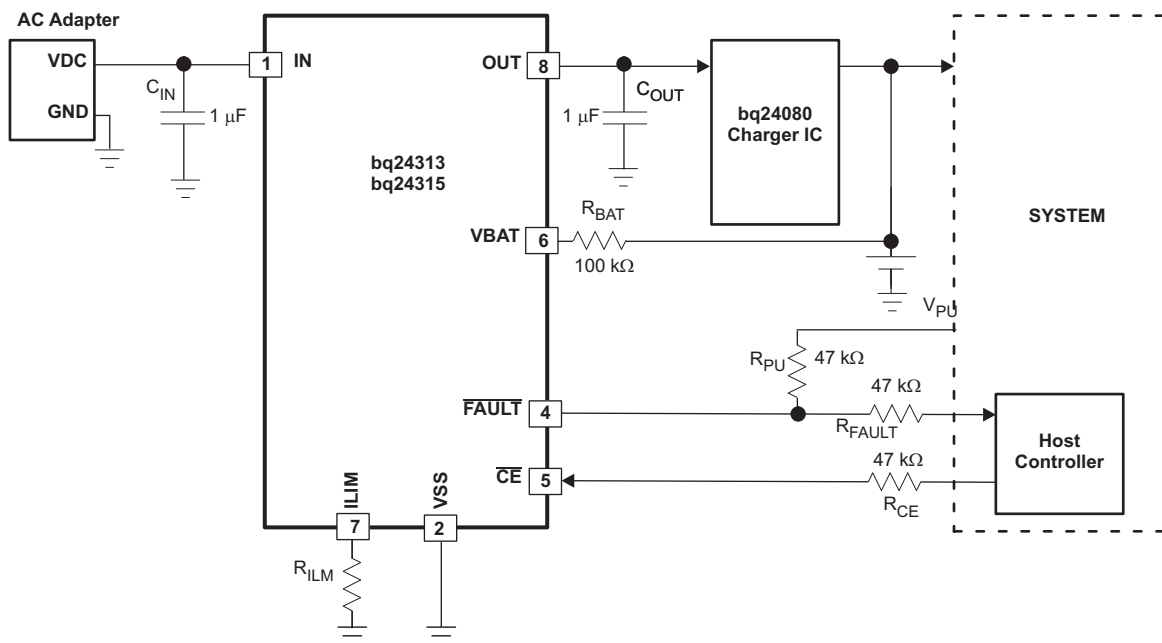 AC Adapter
VDC
GND
C_IN
1 μF
1
IN
bq24313
bq24315
OUT
8
C_OUT
1 μF
bq24080
Charger IC
SYSTEM
VBAT
6
R_BAT
100 kΩ
V_PU
R_PU
47 kΩ
FAULT
4
47 kΩ
R_FAULT
Host
Controller
CE
5
47 kΩ
R_CE
ILIM
7
VSS
2
R_ILM